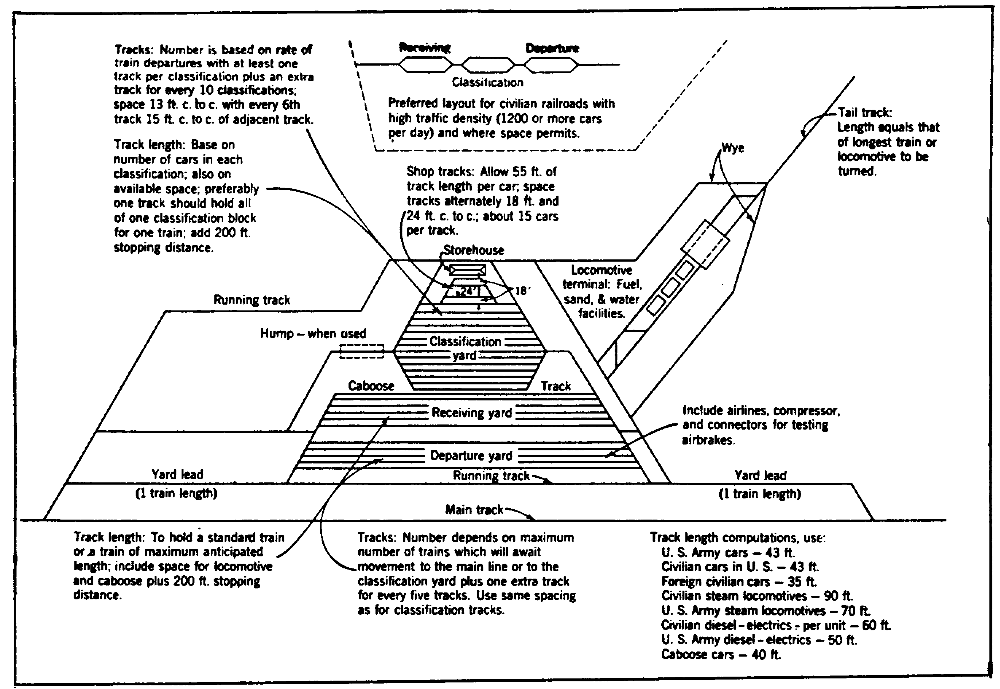 Tracks: Number is based on rate of
train departures with at least one
track per classification plus an extra
track for every 10 classifications;
space 13 ft. c. to c. with every 6th
track 15 ft. c. to c. of adjacent track.
Track length: Base on
number of cars in each
classification; also on
available space; preferably
one track should hold all
of one classification block
for one train; add 200 ft.
stopping distance.
Receiving
Departure
Classification
Preferred layout for civilian railroads with
high traffic density (1200 or more cars
per day) and where space permits.
Shop tracks: Allow 55 ft. of
track length per car; space
tracks alternately 18 ft. and
24 ft. c. to c.; about 15 cars
per track.
Wye
Tail track:
Length equals that
of longest train or
locomotive to be
turned.
Storehouse
24'
18'
Locomotive
terminal: Fuel,
sand, & water
facilities.
Running track
Hump – when used
Classification
yard
Caboose
Track
Receiving yard
Include airlines, compressor,
and connectors for testing
airbrakes.
Departure yard
Yard lead
(1 train length)
Running track
Yard lead
(1 train length)
Main track
Track length: To hold a standard train
or a train of maximum anticipated
length; include space for locomotive
and caboose plus 200 ft. stopping
distance.
Tracks: Number depends on maximum
number of trains which will await
movement to the main line or to the
classification yard plus one extra track
for every five tracks. Use same spacing
as for classification tracks.
Track length computations, use:
U. S. Army cars – 43 ft.
Civilian cars in U. S. – 43 ft.
Foreign civilian cars – 35 ft.
Civilian steam locomotives – 90 ft.
U. S. Army steam locomotives – 70 ft.
Civilian diesel - electrics - per unit – 60 ft.
U. S. Army diesel - electrics – 50 ft.
Caboose cars – 40 ft.